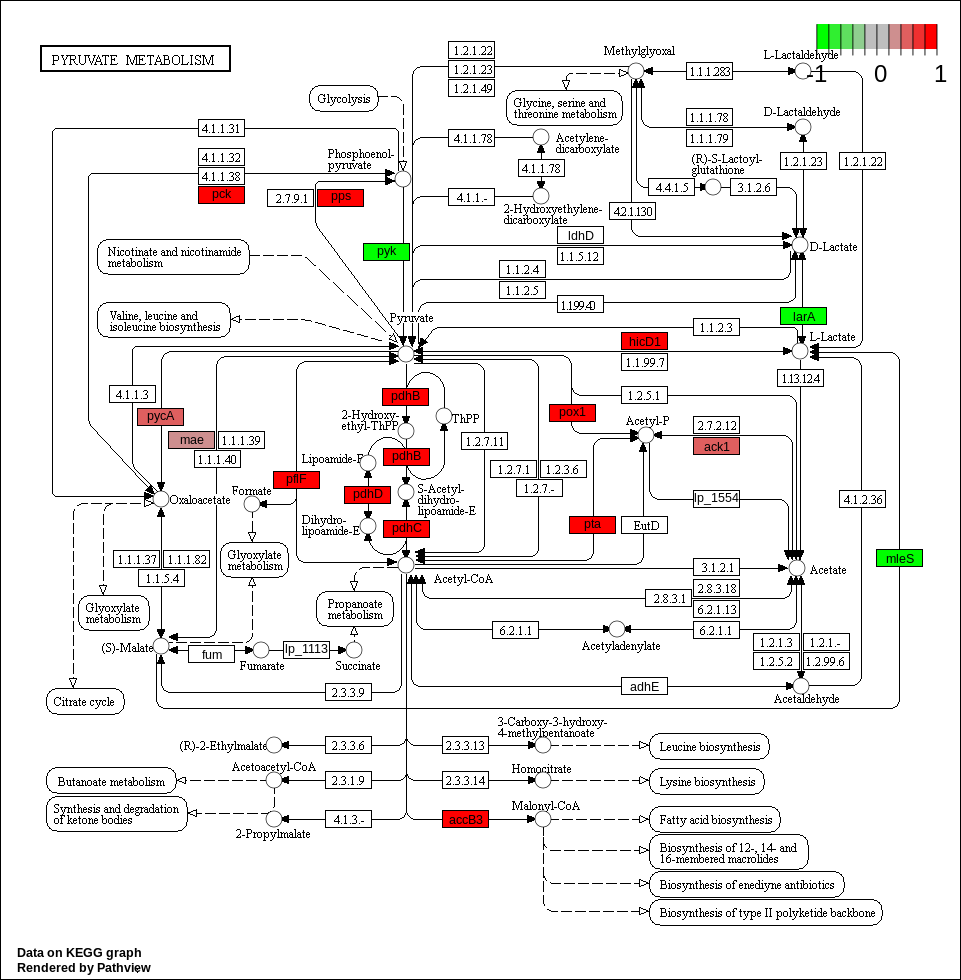 PYRUVATE METABOLISM
-1 0 1
1.2.1.22
1.2.1.23
1.2.1.49
Methylglyoxal
1.1.1.283
L-Lactaldehyde
Glycolysis
Glycine, serine and
threonine metabolism
4.1.1.31
4.1.1.32
4.1.1.38
pck
Phosphoenol-
pyruvate
2.7.9.1
pps
4.1.1.78
Acetylene-
dicarboxylate
4.1.1.78
4.1.1.-
2-Hydroxyethylene-
dicarboxylate
1.1.1.78
1.1.1.79
D-Lactaldehyde
(R)-S-Lactoyl-
glutathione
4.4.1.5
3.1.2.6
1.2.1.23
1.2.1.22
4.2.1.130
ldhD
1.1.5.12
D-Lactate
pyk
1.1.2.4
1.1.2.5
1.1.99.40
Nicotinate and nicotinamide
metabolism
Valine, leucine and
isoleucine biosynthesis
Pyruvate
larA
1.1.2.3
L-Lactate
hicD1
1.1.99.7
1.13.12.4
4.1.1.3
pycA
mae
1.1.1.39
1.1.1.40
pdhB
2-Hydroxy-
ethyl-ThPP
ThPP
pox1
1.2.5.1
Acetyl-P
2.7.2.12
ack1
1.2.7.11
Lipoamide-E
pdhB
1.2.7.1
1.2.3.6
1.2.7.-
pflF
pdhD
S-Acetyl-
dihydro-
lipoamide-E
Oxaloacetate
Formate
lp_1554
4.1.2.36
Dihydro-
lipoamide-E
pdhC
pta
EutD
Glyoxylate
metabolism
mleS
1.1.1.37
1.1.1.82
1.1.5.4
Acetyl-CoA
3.1.2.1
Acetate
2.8.3.18
2.8.3.1
6.2.1.13
Glyoxylate
metabolism
Propanoate
metabolism
6.2.1.1
Acetyladenylate
6.2.1.1
(S)-Malate
fum
Fumarate
lp_1113
Succinate
1.2.1.3
1.2.1.-
1.2.5.2
1.2.99.6
Citrate cycle
2.3.3.9
adhE
Acetaldehyde
(R)-2-Ethylmalate
2.3.3.6
2.3.3.13
3-Carboxy-3-hydroxy-
4-methylpentanoate
Leucine biosynthesis
Butanoate metabolism
Acetoacetyl-CoA
2.3.1.9
2.3.3.14
Homocitrate
Lysine biosynthesis
Synthesis and degradation
of ketone bodies
2-Propylmalate
4.1.3.-
accB3
Malonyl-CoA
Fatty acid biosynthesis
Biosynthesis of 12-, 14- and
16-membered macrolides
Biosynthesis of enediyne antibiotics
Biosynthesis of type II polyketide backbone
Data on KEGG graph
Rendered by Pathview